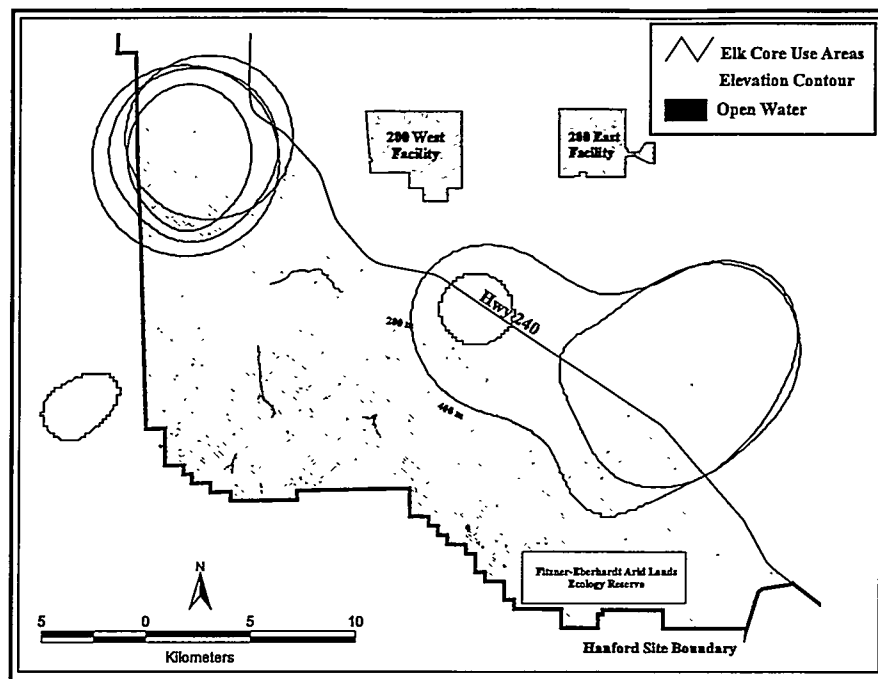 Elk Core Use Areas
Elevation Contour
Open Water
200 West
Facility
200 East
Facility
Hwy 240
200 m
400 m
N
Fitzner-Eberhardt Arid Lands
Ecology Reserve
5 0 5 10
Kilometers
Hanford Site Boundary